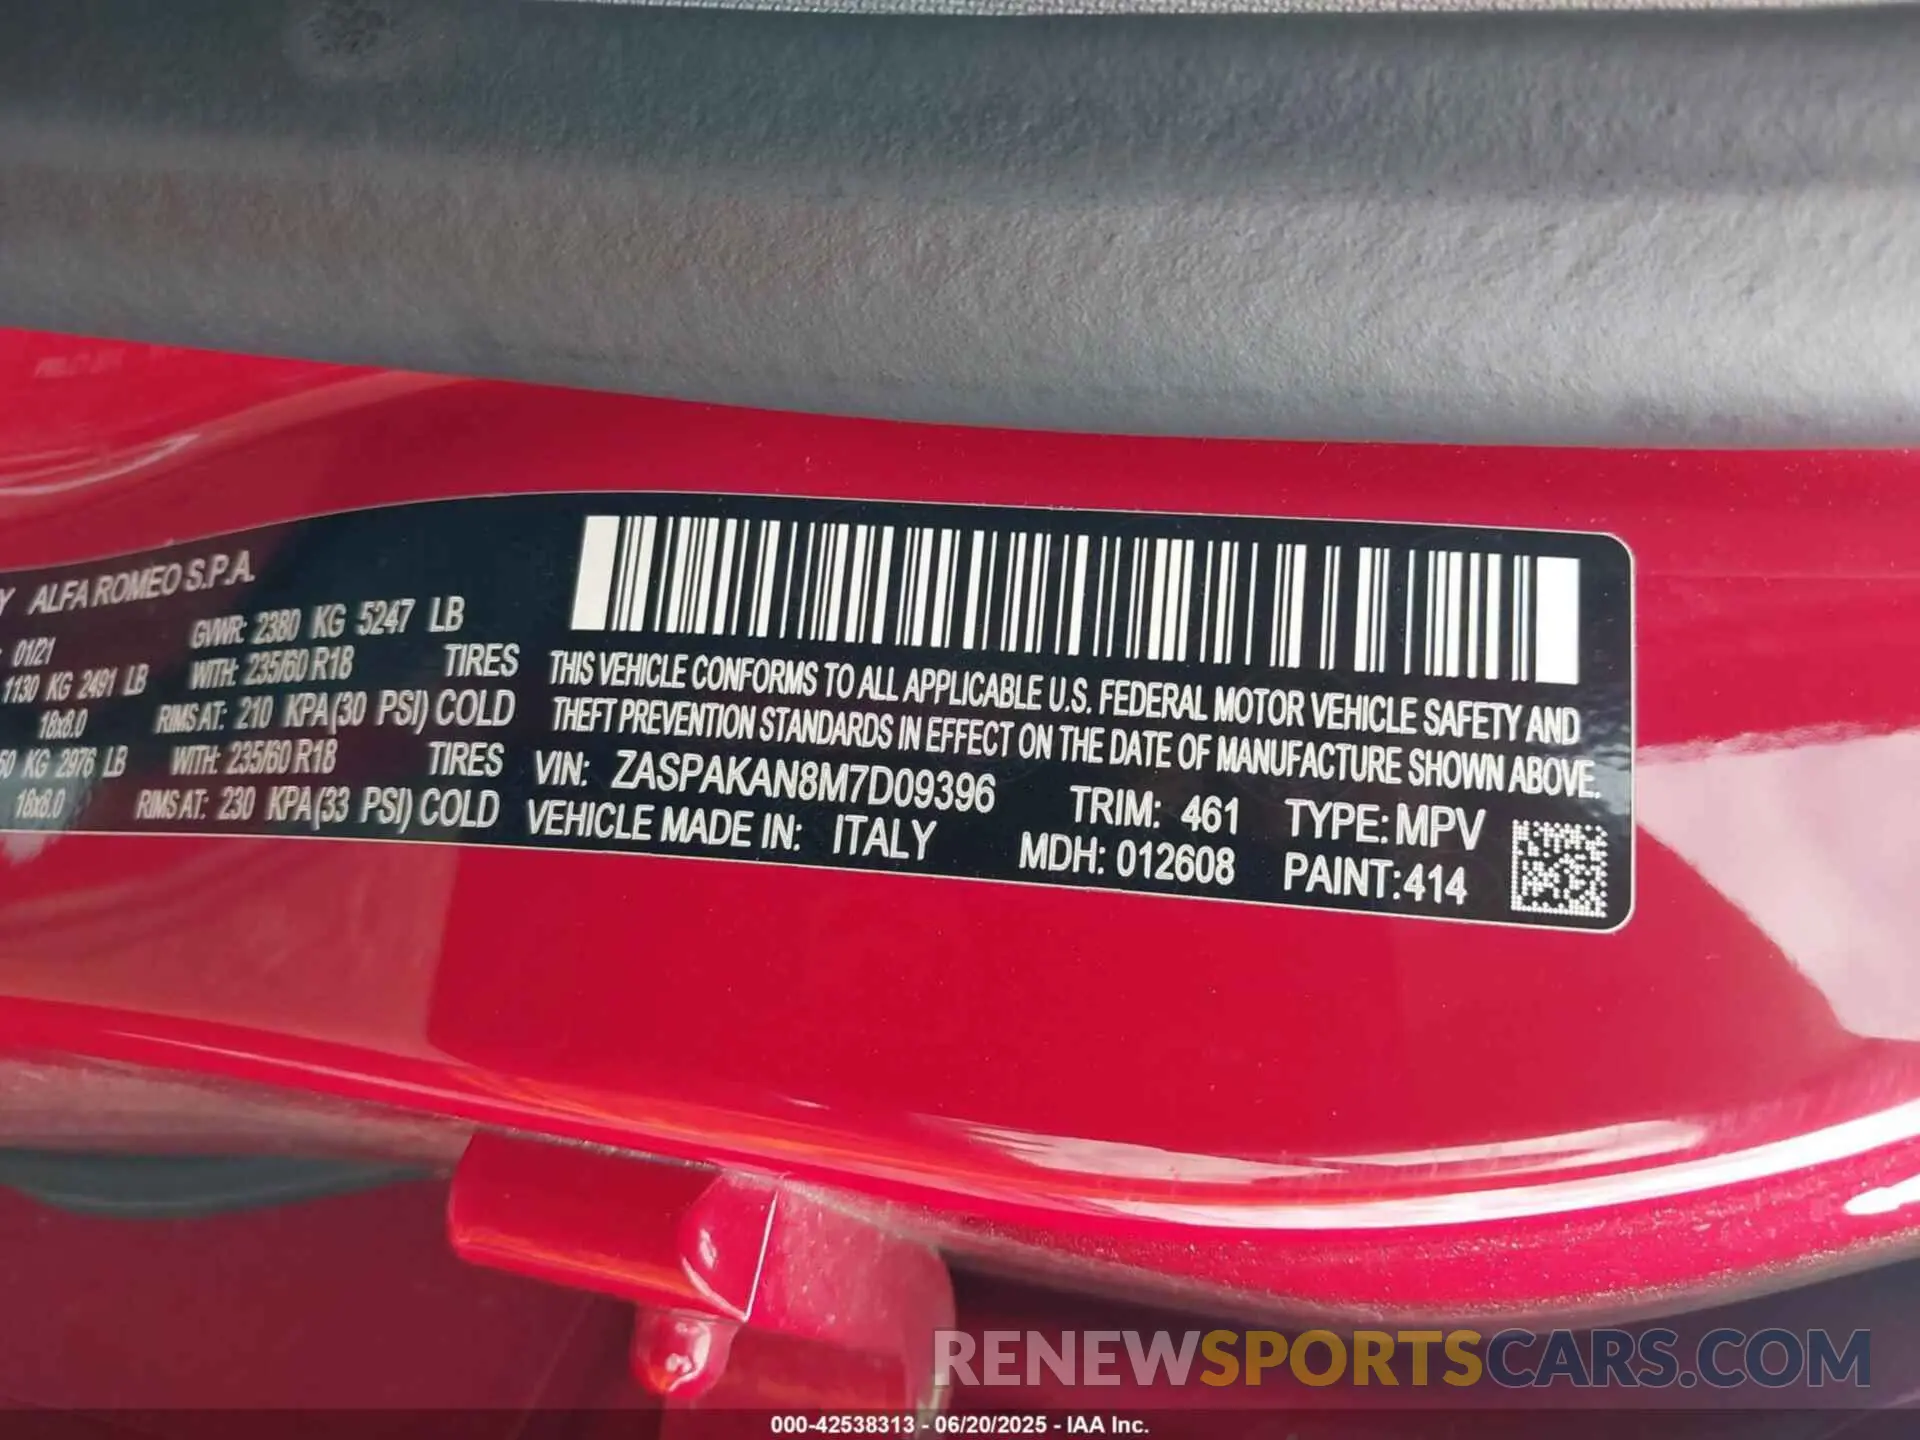 Y ALFA ROMEO S.P.A.
01/21 GVWR: 2380 KG 5247 LB
1130 KG 2491 LB WITH: 235/60 R18 TIRES
18x8.0 RIMS AT: 210 KPA(30 PSI) COLD
50 KG 2976 LB WITH: 235/60 R18 TIRES
18x8.0 RIMS AT: 230 KPA(33 PSI) COLD
THIS VEHICLE CONFORMS TO ALL APPLICABLE U.S. FEDERAL MOTOR VEHICLE SAFETY AND
THEFT PREVENTION STANDARDS IN EFFECT ON THE DATE OF MANUFACTURE SHOWN ABOVE.
VIN: ZASPAKAN8M7D09396 TRIM: 461 TYPE: MPV
VEHICLE MADE IN: ITALY MDH: 012608 PAINT: 414
RENEWSPORTSCARS.COM
000-42538313 - 06/20/2025 - IAA Inc.